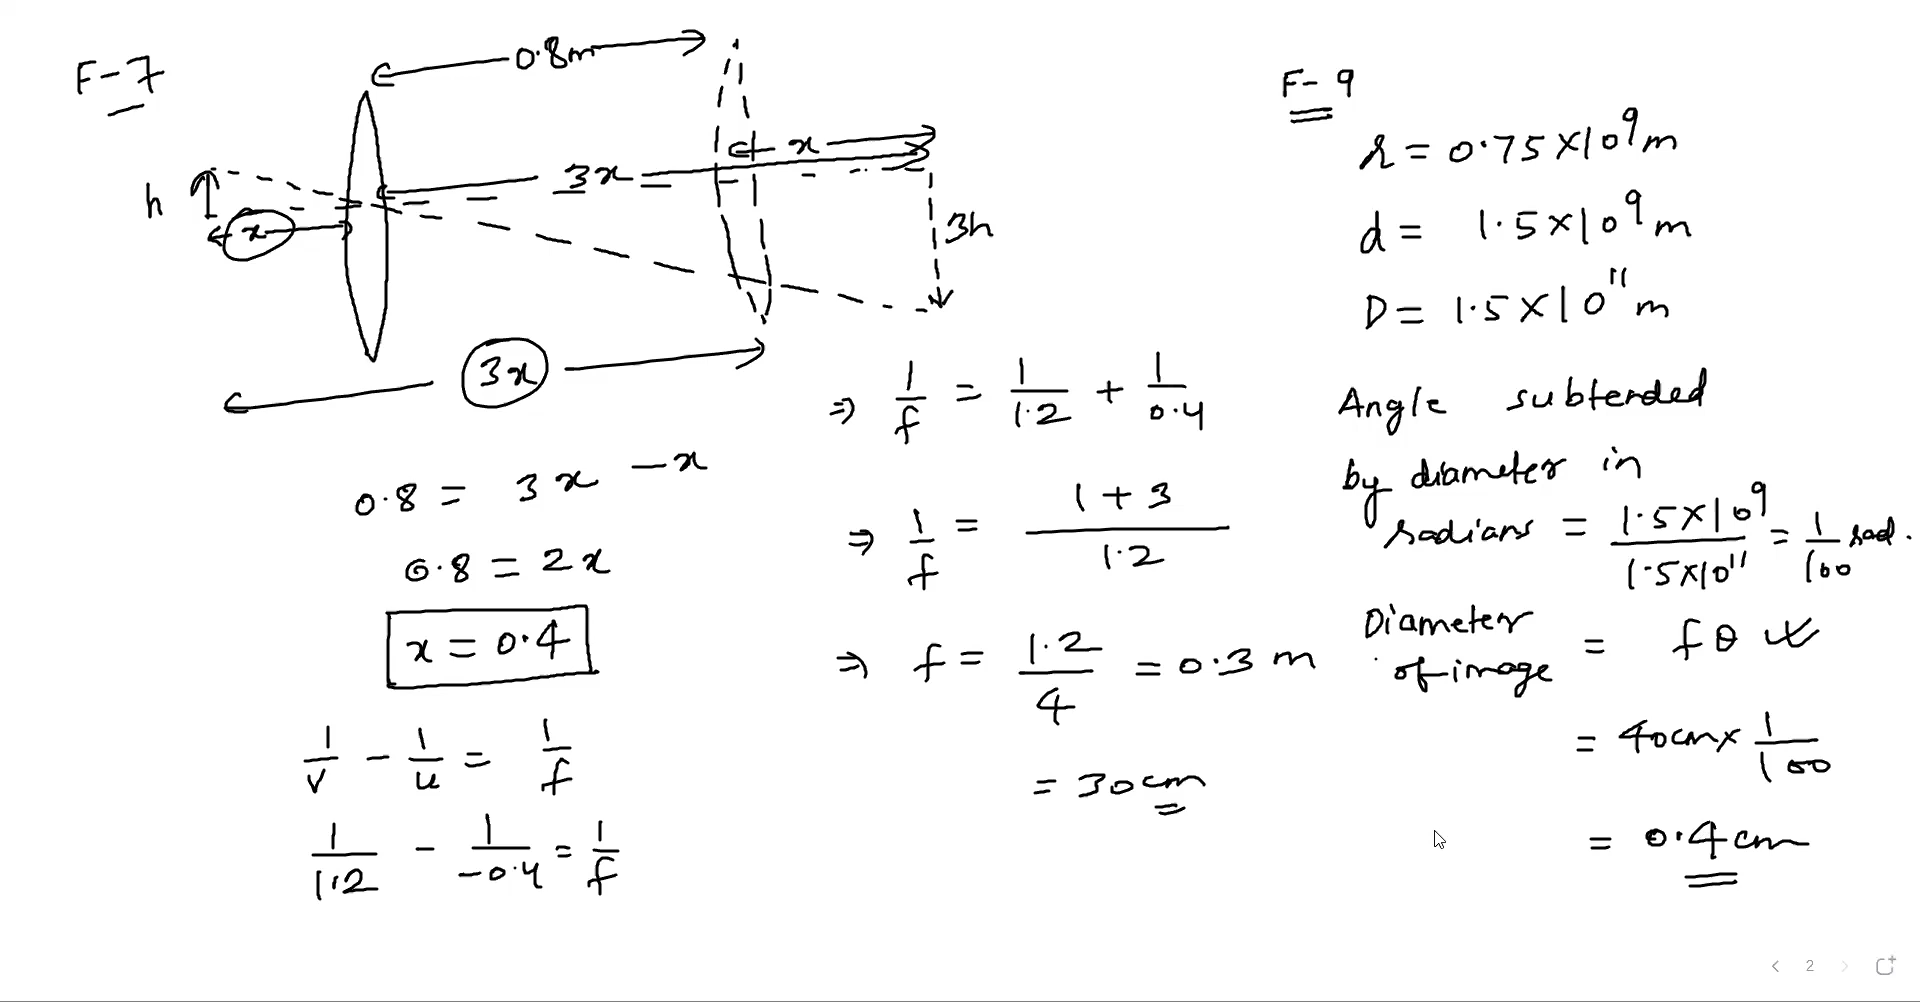 F-7
0.8m
x
3x
h
x
3h
3x
0.8 = 3x - x
0.8 = 2x
x = 0.4
1/v - 1/u = 1/f
1/1.2 - 1/-0.4 = 1/f
⇒ 1/f = 1/1.2 + 1/0.4
⇒ 1/f = (1+3)/1.2
⇒ f = 1.2/4 = 0.3 m
= 30cm
F-9
r = 0.75×10⁹m
d = 1.5×10⁹m
D = 1.5×10¹¹m
Angle subtended
by diameter in
radians = 1.5×10⁹/1.5×10¹¹ = 1/100 rad.
Diameter
of image = fθ
= 40cm × 1/100
= 0.4cm
2